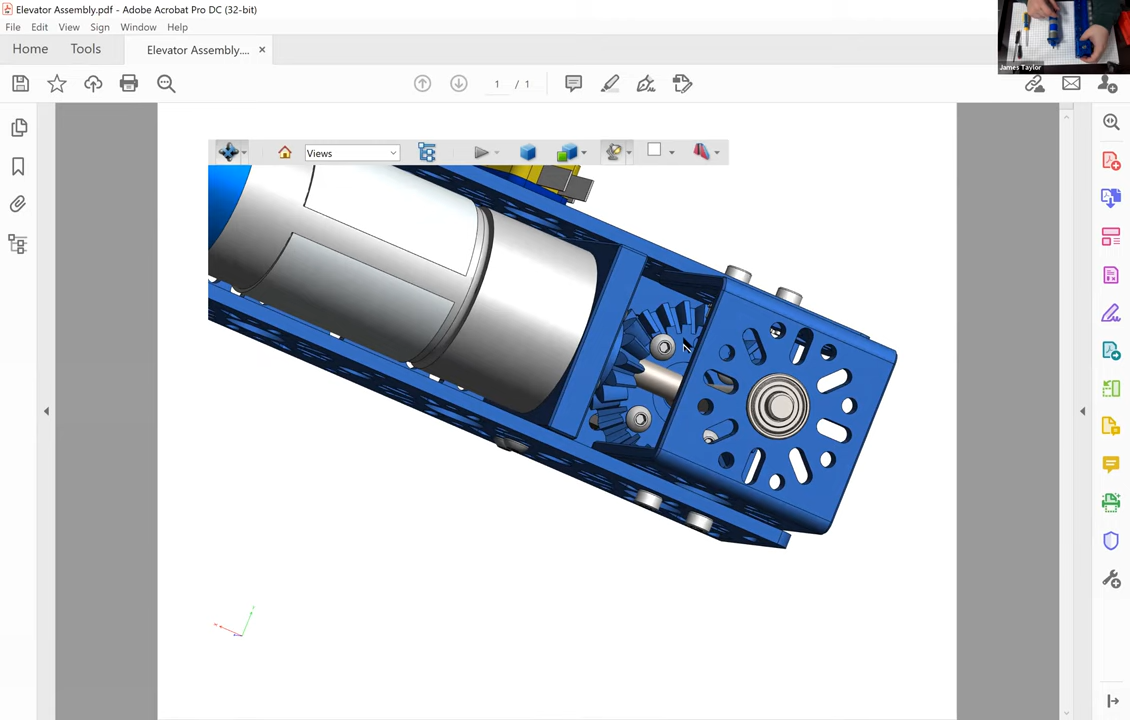 Elevator Assembly.pdf - Adobe Acrobat Pro DC (32-bit)
File Edit View Sign Window Help
Home Tools Elevator Assembly....
1 / 1
Views
James Taylor